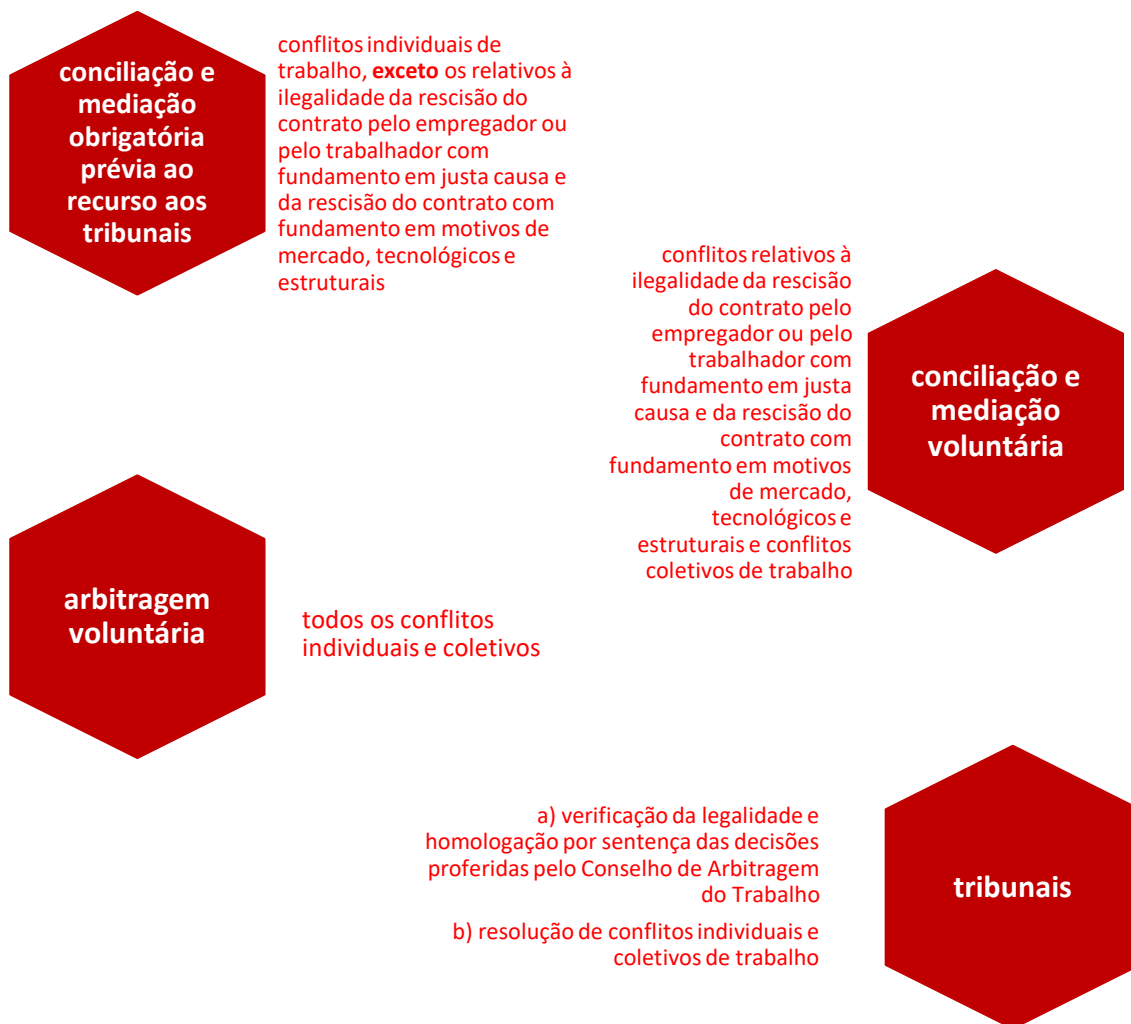 conciliação e
mediação
obrigatória
prévia ao
recurso aos
tribunais
conflitos individuais de
trabalho, exceto os relativos à
ilegalidade da rescisão do
contrato pelo empregador ou
pelo trabalhador com
fundamento em justa causa e
da rescisão do contrato com
fundamento em motivos de
mercado, tecnológicos e
estruturais
conflitos relativos à
ilegalidade da rescisão
do contrato pelo
empregador ou pelo
trabalhador com
fundamento em justa
causa e da rescisão do
contrato com
fundamento em motivos
de mercado,
tecnológicos e
estruturais e conflitos
coletivos de trabalho
conciliação e
mediação
voluntária
arbitragem
voluntária
todos os conflitos
individuais e coletivos
a) verificação da legalidade e
homologação por sentença das decisões
proferidas pelo Conselho de Arbitragem
do Trabalho
b) resolução de conflitos individuais e
coletivos de trabalho
tribunais